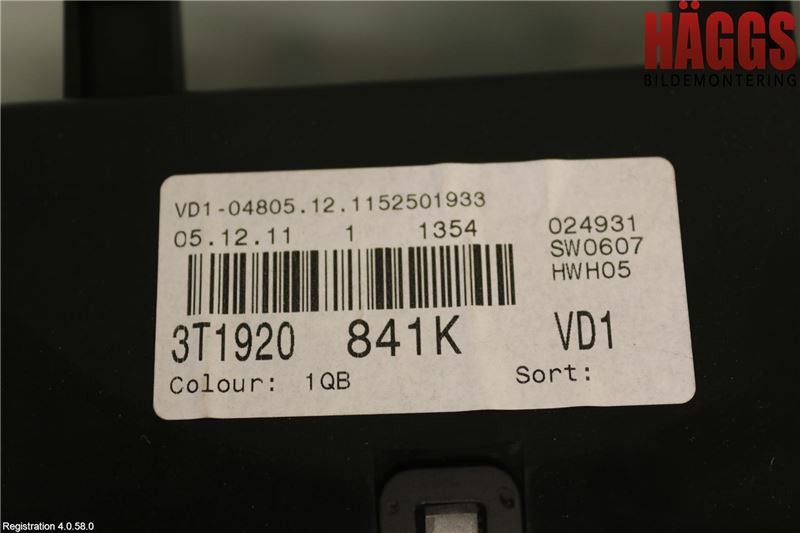 HÄGGS
BILDEMONTERING
VD1-04805.12.1152501933
05.12.11 1 1354
024931
SW0607
HWH05
3T1920 841K VD1
Colour: 1QB Sort:
Registration 4.0.58.0